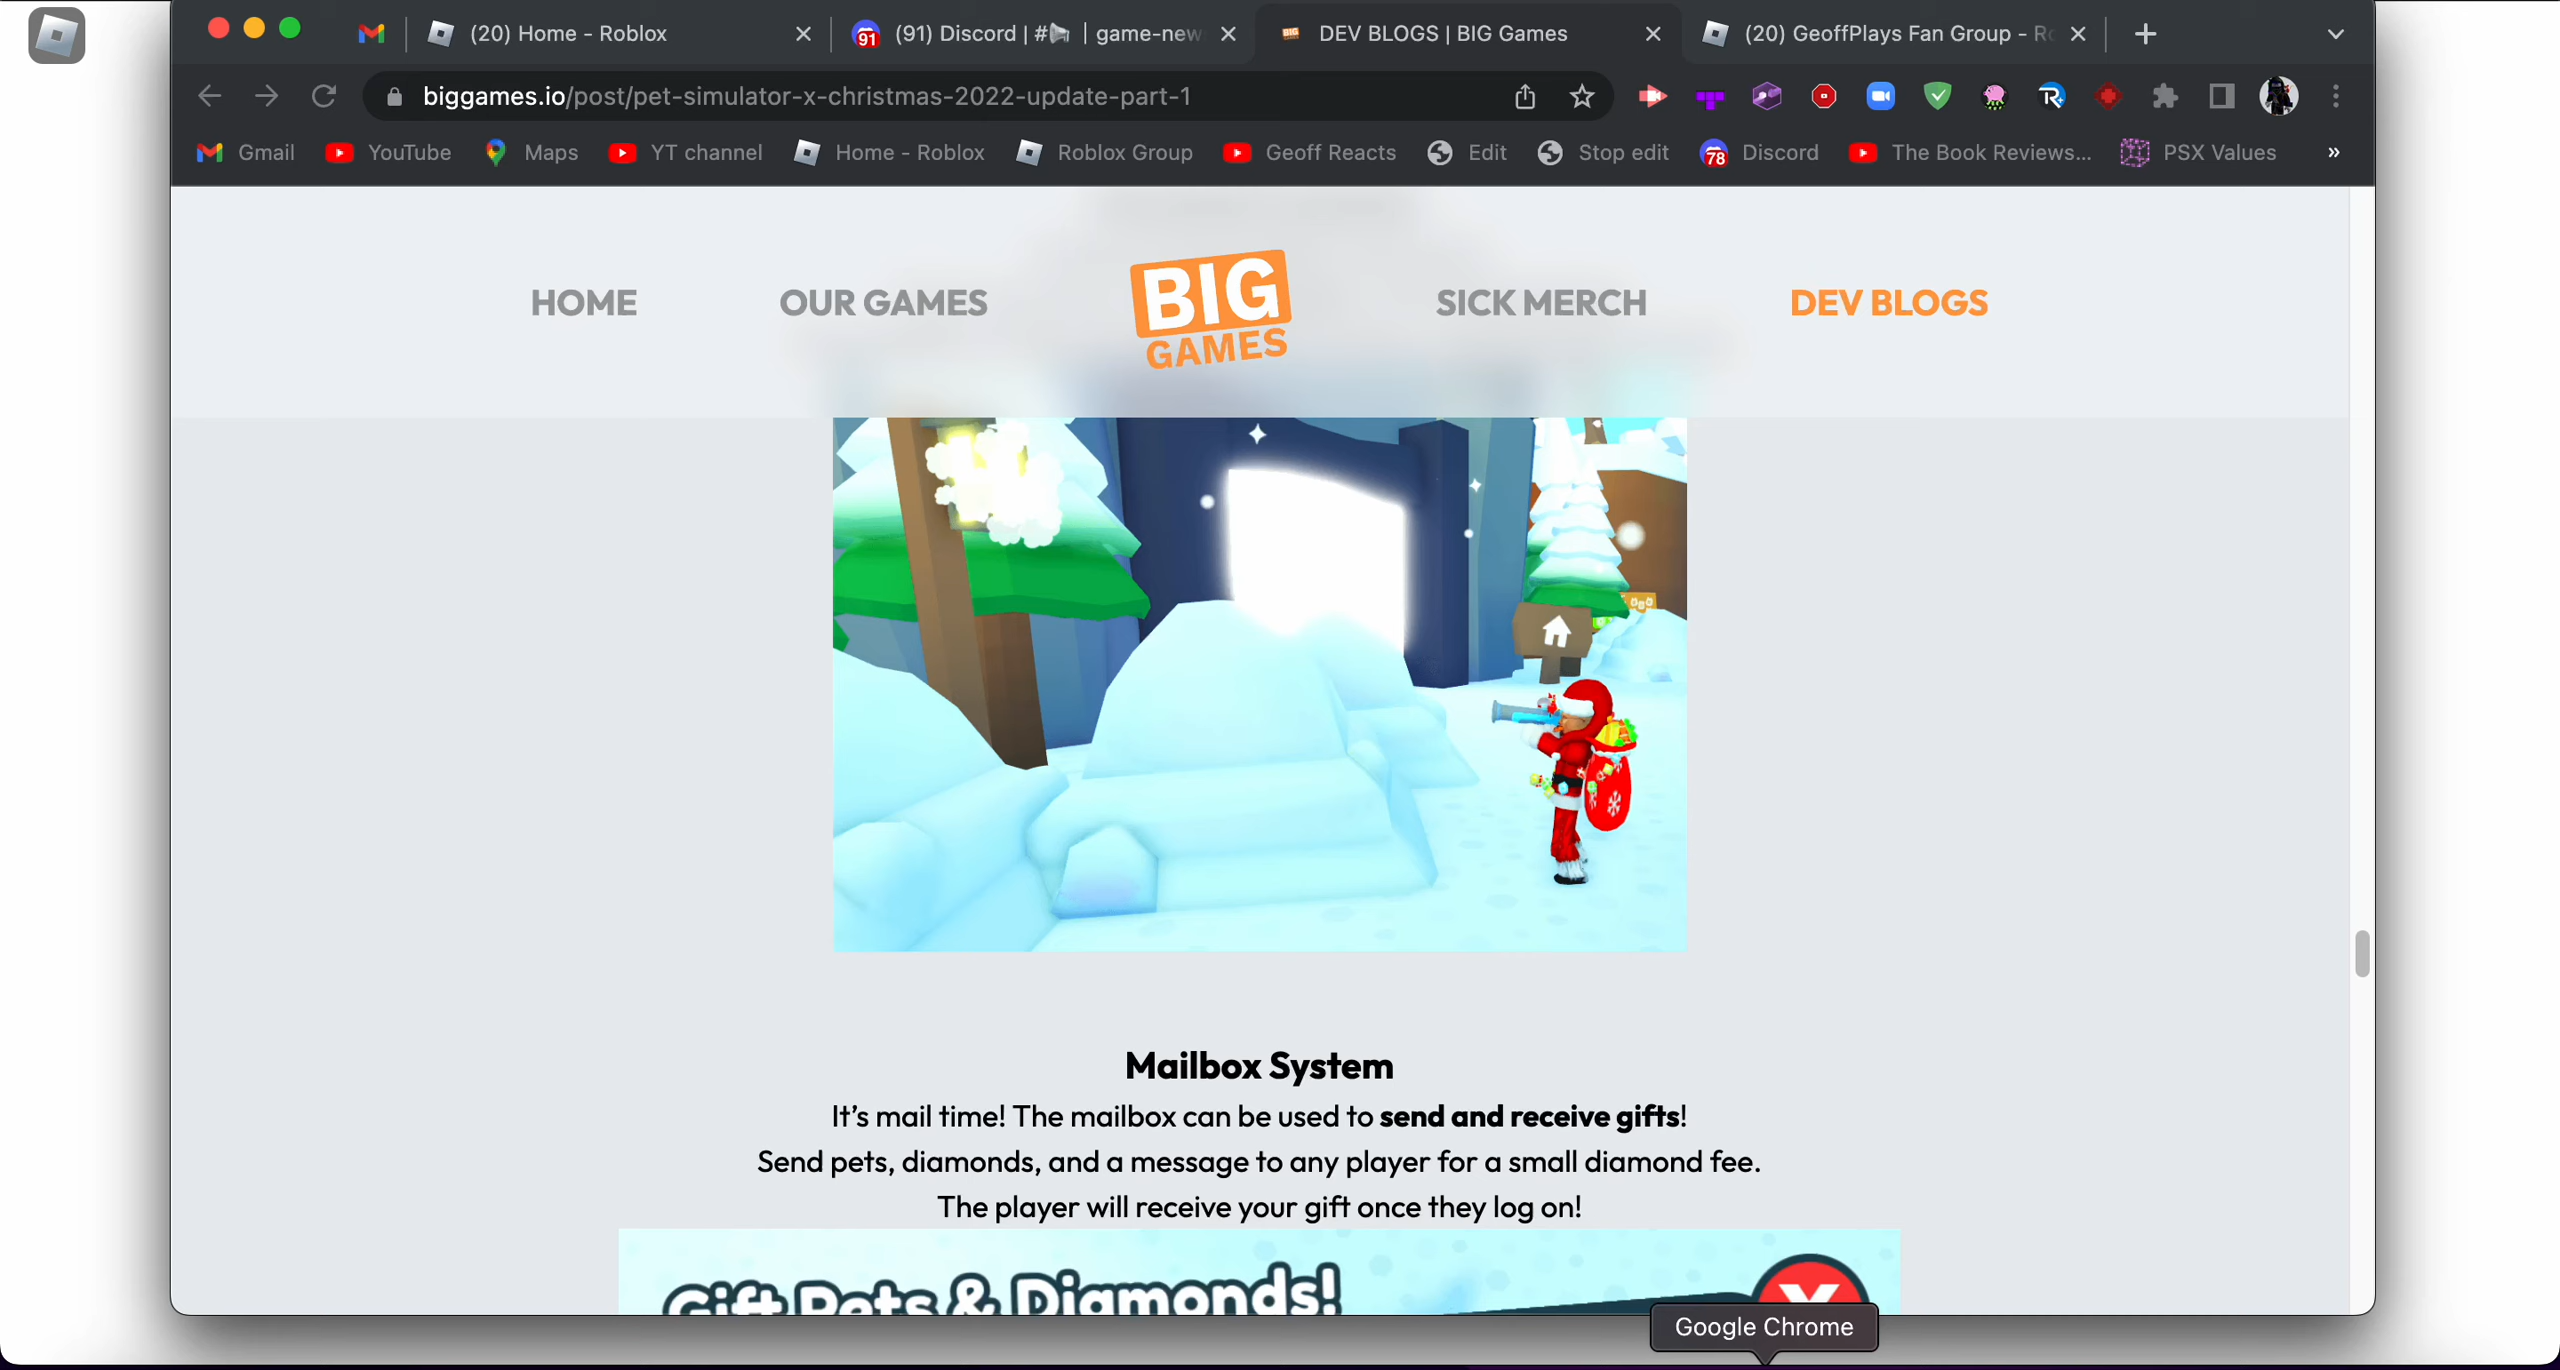 (20) Home - Roblox
91
(91) Discord | # | game-new
BIG
DEV BLOGS | BIG Games
(20) GeoffPlays Fan Group - Ro
biggames.io/post/pet-simulator-x-christmas-2022-update-part-1
Gmail
YouTube
Maps
YT channel
Home - Roblox
Roblox Group
Geoff Reacts
Edit
Stop edit
78
Discord
The Book Reviews...
PSX Values
»
HOME
OUR GAMES
BIG
GAMES
SICK MERCH
DEV BLOGS
Mailbox System
It’s mail time! The mailbox can be used to send and receive gifts!
Send pets, diamonds, and a message to any player for a small diamond fee.
The player will receive your gift once they log on!
Gift Pets & Diamonds!
X
Google Chrome